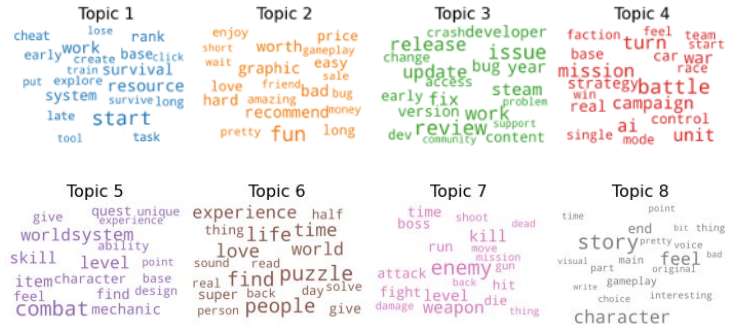 Topic 1
lose
cheat rank
work
early base click
create
train survival
put explore
resource
system
survive long
late start
task
tool
Topic 2
enjoy price
short worth gameplay
wait easy
graphic
sale
love friend bad bug
hard amazing
recommend money
pretty fun long
Topic 3
crash developer
release issue
change
update bug year
access
steam
early fix problem
version work
support
dev review content
community
Topic 4
faction feel team
turn start
base car war
mission race
strategy battle
win
real campaign
control
ai
single unit
mode
Topic 5
give quest unique
experience
world system
ability
skill level point
item character base
feel find design
combat mechanic
Topic 6
experience half
thing life time
love world
sound read
real find puzzle
super back day solve
person people give
Topic 7
time shoot
boss dead
kill
run move
mission
attack enemy gun
back
fight level hit
die
damage weapon thing
Topic 8
point
time
end bit thing
story pretty voice
visual main feel bad
part original
gameplay
write
choice interesting
character